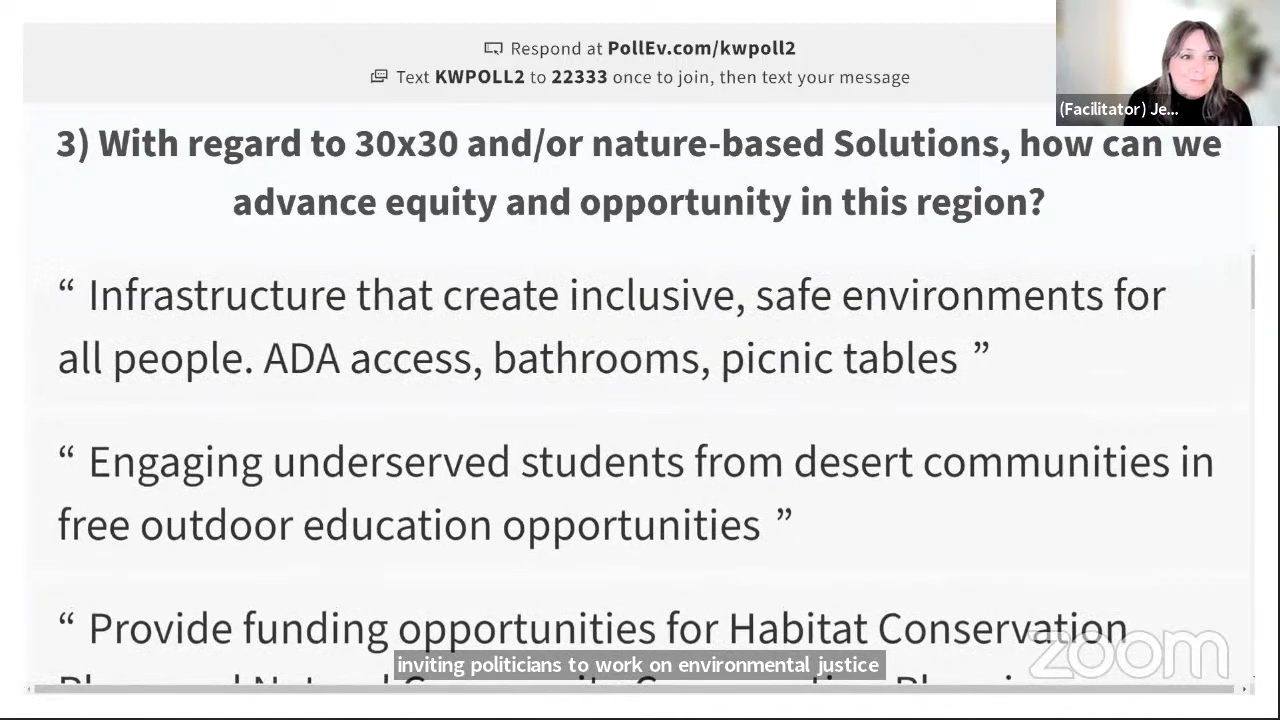 Respond at PollEv.com/kwpoll2
Text KWPOLL2 to 22333 once to join, then text your message
(Facilitator) Je...
3) With regard to 30x30 and/or nature-based Solutions, how can we
advance equity and opportunity in this region?
“ Infrastructure that create inclusive, safe environments for
all people. ADA access, bathrooms, picnic tables ”
“ Engaging underserved students from desert communities in
free outdoor education opportunities ”
“ Provide funding opportunities for Habitat Conservation
inviting politicians to work on environmental justice
zoom